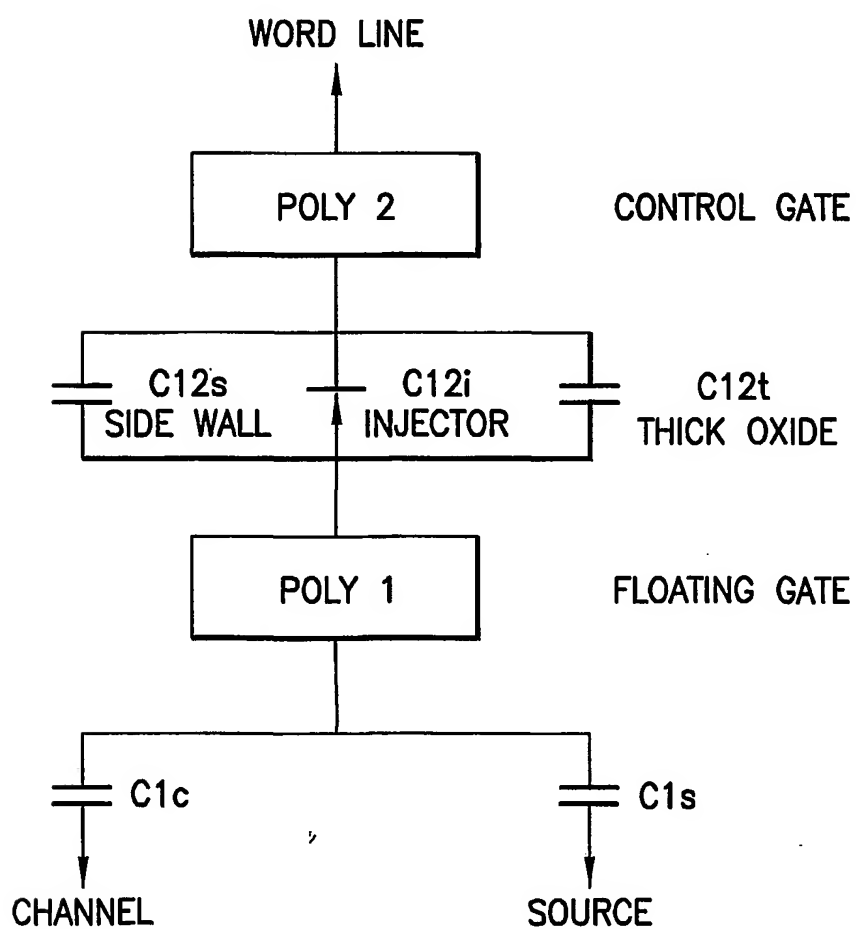 WORD LINE
POLY 2
CONTROL GATE
C12s
SIDE WALL
C12i
INJECTOR
C12t
THICK OXIDE
POLY 1
FLOATING GATE
C1c
C1s
CHANNEL
SOURCE